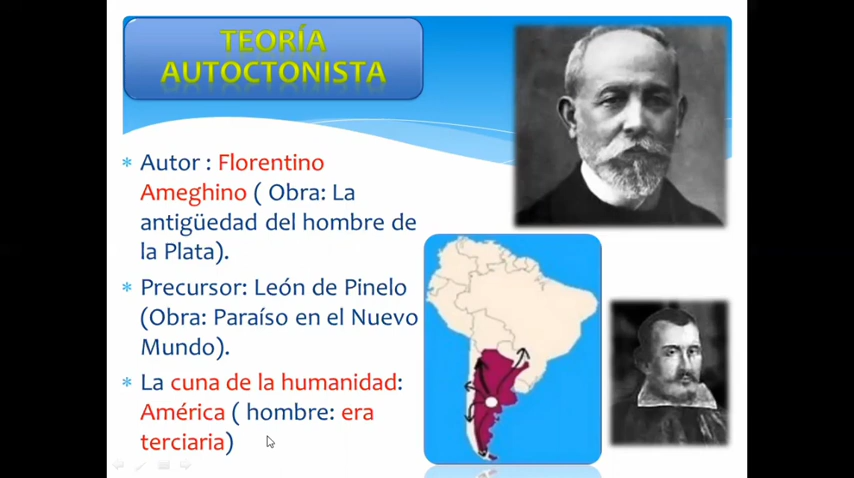 TEORÍA
AUTOCTONISTA
Autor : Florentino
Ameghino ( Obra: La
antigüedad del hombre de
la Plata).
Precursor: León de Pinelo
(Obra: Paraíso en el Nuevo
Mundo).
La cuna de la humanidad:
América ( hombre: era
terciaria)